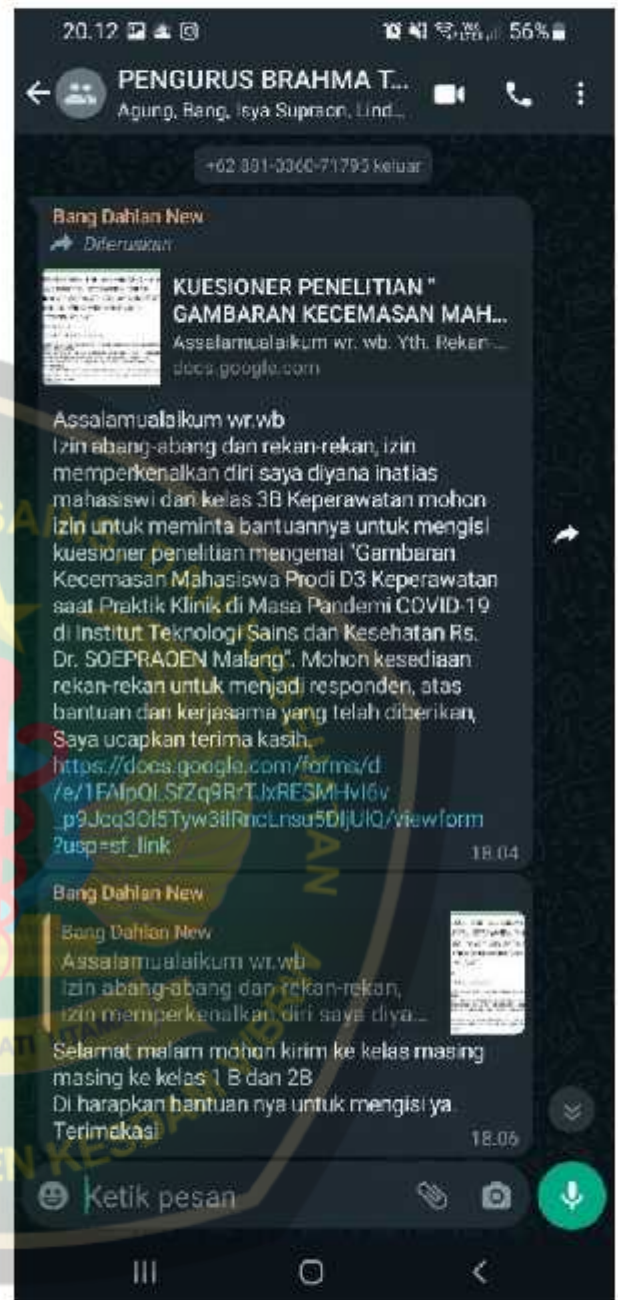 20.12
56%
PENGURUS BRAHMA T...
Agung, Bang, Isya Supraon, Lind...
+62 881-0360-71795 keluar
Bang Dahlan New
Diteruskan
KUESIONER PENELITIAN "
GAMBARAN KECEMASAN MAH...
Assalamualaikum wr. wb. Yth. Rekan-...
docs.google.com
Assalamualaikum wr.wb
Izin abang-abang dan rekan-rekan, izin
memperkenalkan diri saya diyana inatias
mahasiswi dari kelas 3B Keperawatan mohon
izin untuk meminta bantuannya untuk mengisi
kuesioner penelitian mengenai "Gambaran
Kecemasan Mahasiswa Prodi D3 Keperawatan
saat Praktik Klinik di Masa Pandemi COVID-19
di Institut Teknologi Sains dan Kesehatan Rs.
Dr. SOEPRAOEN Malang". Mohon kesediaan
rekan-rekan untuk menjadi responden, atas
bantuan dan kerjasama yang telah diberikan,
Saya ucapkan terima kasih.
https://docs.google.com/forms/d
/viewform
?usp=sf_link
18.04
Bang Dahlan New
Bang Dahlan New
Assalamualaikum wr.wb
Izin abang-abang dan rekan-rekan,
izin memperkenalkan diri saya diya...
Selamat malam mohon kirim ke kelas masing
masing ke kelas 1 B dan 2B
Di harapkan bantuan nya untuk mengisi ya
Terimakasi
18.06
Ketik pesan